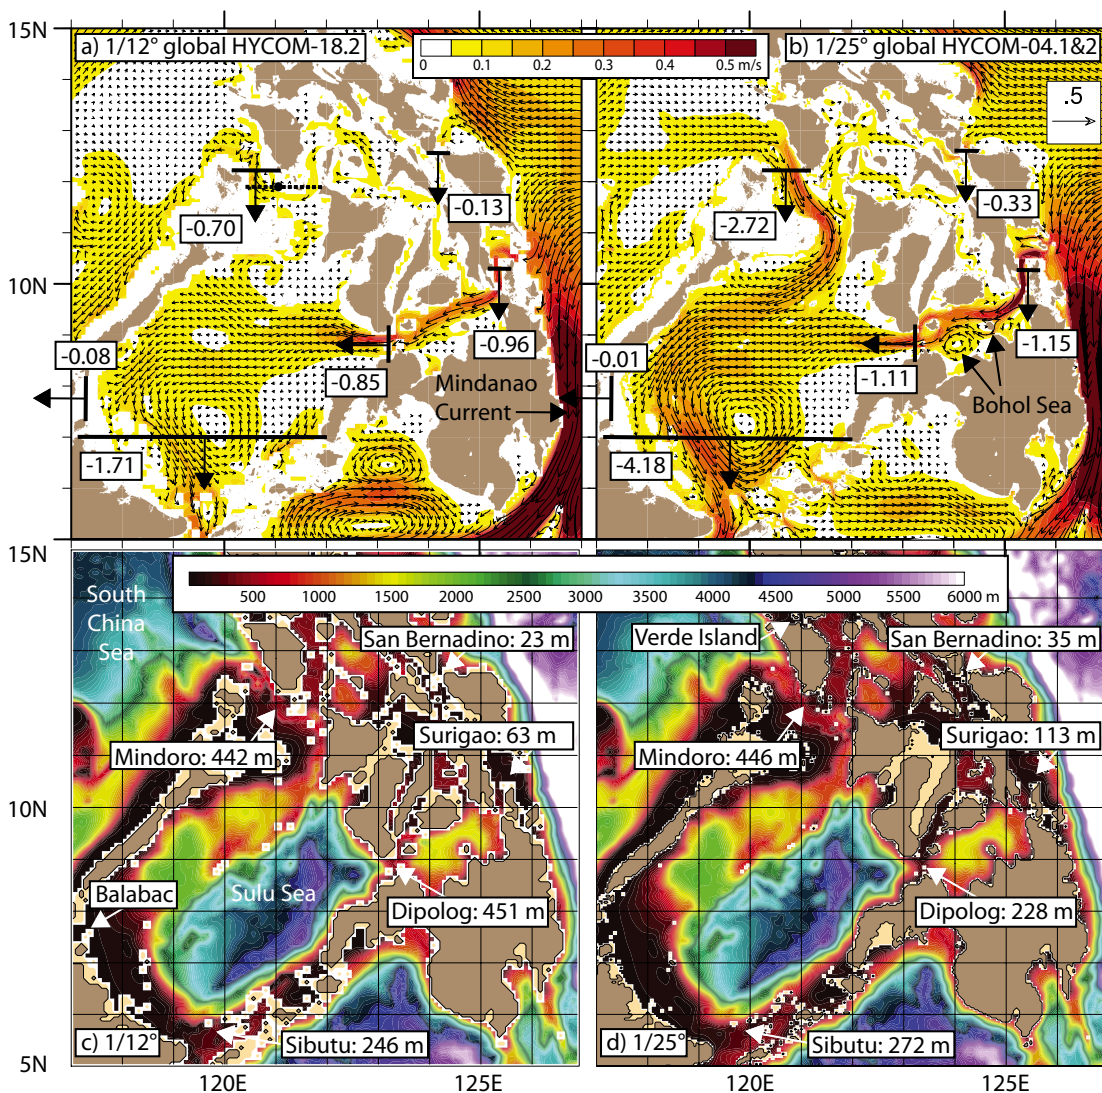 15N
a) 1/12° global HYCOM-18.2
b) 1/25° global HYCOM-04.1&2
0 0.1 0.2 0.3 0.4 0.5 m/s
.5
-0.70
-0.13
-2.72
-0.33
10N
-0.96
-1.15
-0.08
-0.85
-0.01
-1.11
Mindanao
Current
Bohol Sea
-1.71
-4.18
15N
500 1000 1500 2000 2500 3000 3500 4000 4500 5000 5500 6000 m
South
China
Sea
San Bernadino: 23 m
Verde Island
San Bernadino: 35 m
Surigao: 63 m
Surigao: 113 m
Mindoro: 442 m
Mindoro: 446 m
10N
Balabac
Sulu Sea
Dipolog: 451 m
Dipolog: 228 m
c) 1/12°
Sibutu: 246 m
d) 1/25°
Sibutu: 272 m
5N
120E
125E
120E
125E